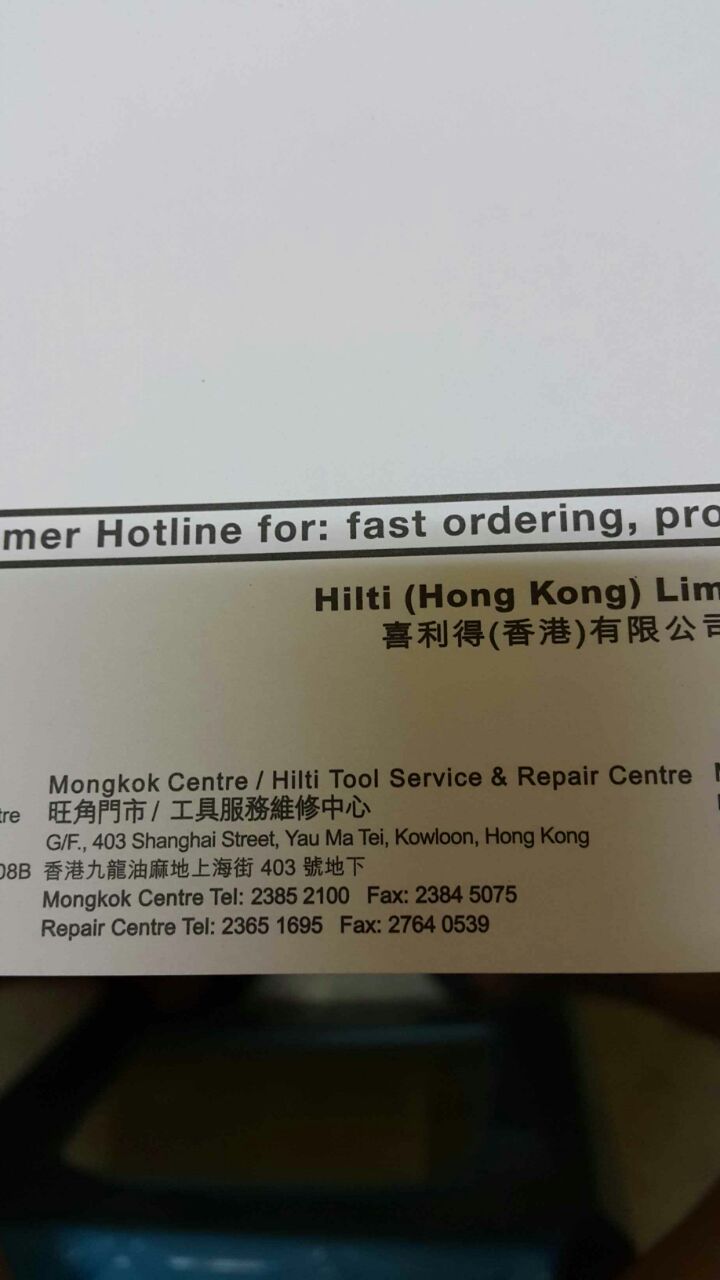 mer Hotline for: fast ordering, pro
Hilti (Hong Kong) Lim
喜利得(香港)有限公司
Mongkok Centre / Hilti Tool Service & Repair Centre
tre 旺角門市 / 工具服務維修中心
G/F., 403 Shanghai Street, Yau Ma Tei, Kowloon, Hong Kong
08B 香港九龍油麻地上海街 403 號地下
Mongkok Centre Tel: 2385 2100 Fax: 2384 5075
Repair Centre Tel: 2365 1695 Fax: 2764 0539